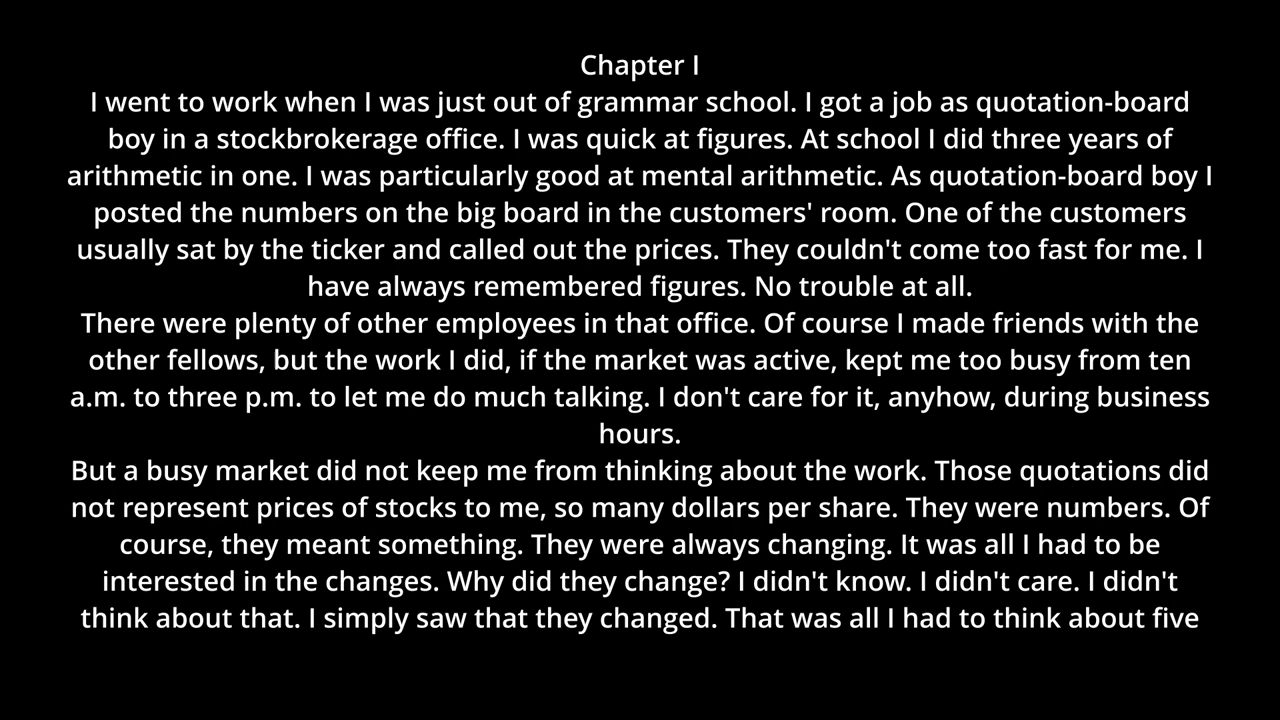 Chapter I
I went to work when I was just out of grammar school. I got a job as quotation-board
boy in a stockbrokerage office. I was quick at figures. At school I did three years of
arithmetic in one. I was particularly good at mental arithmetic. As quotation-board boy I
posted the numbers on the big board in the customers' room. One of the customers
usually sat by the ticker and called out the prices. They couldn't come too fast for me. I
have always remembered figures. No trouble at all.
There were plenty of other employees in that office. Of course I made friends with the
other fellows, but the work I did, if the market was active, kept me too busy from ten
a.m. to three p.m. to let me do much talking. I don't care for it, anyhow, during business
hours.
But a busy market did not keep me from thinking about the work. Those quotations did
not represent prices of stocks to me, so many dollars per share. They were numbers. Of
course, they meant something. They were always changing. It was all I had to be
interested in the changes. Why did they change? I didn't know. I didn't care. I didn't
think about that. I simply saw that they changed. That was all I had to think about five